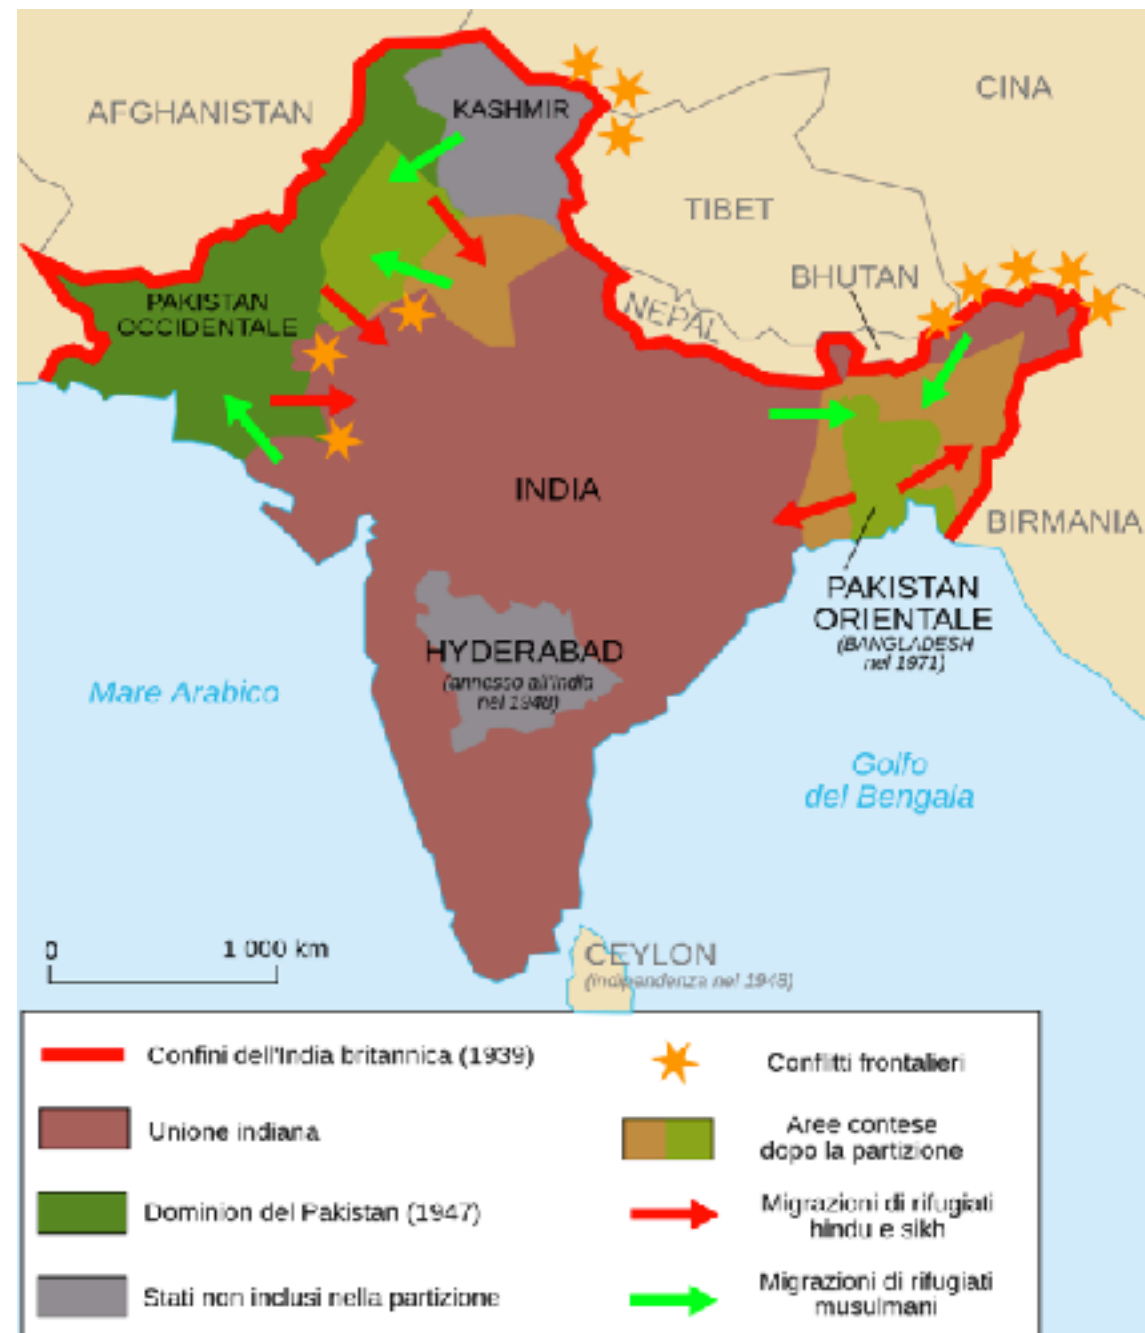 CINA
AFGHANISTAN
KASHMIR
TIBET
BHUTAN
NEPAL
PAKISTAN
OCCIDENTALE
INDIA
BIRMANIA
PAKISTAN
ORIENTALE
(BANGLADESH
nel 1971)
HYDERABAD
(annesso all'India
nel 1948)
Mare Arabico
Golfo
del Bengala
0
1 000 km
CEYLON
(indipendenza nel 1948)
Confini dell'India britannica (1939)
Unione indiana
Dominion del Pakistan (1947)
Stati non inclusi nella partizione
Conflitti frontalieri
Aree contese
dopo la partizione
Migrazioni di rifugiati
hindu e sikh
Migrazioni di rifugiati
musulmani